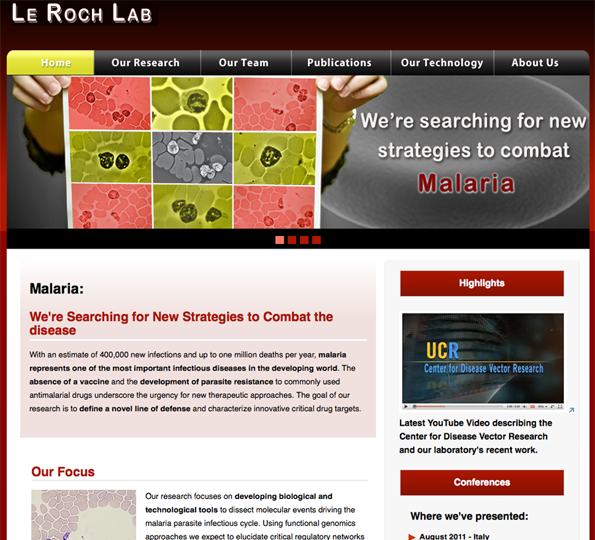 Le Roch Lab
Home Our Research Our Team Publications Our Technology About Us
We're searching for new
strategies to combat
Malaria
Malaria:
We're Searching for New Strategies to Combat the
disease
With an estimate of 400,000 new infections and up to one million deaths per year, malaria
represents one of the most important infectious diseases in the developing world. The
absence of a vaccine and the development of parasite resistance to commonly used
antimalarial drugs underscore the urgency for new therapeutic approaches. The goal of our
research is to define a novel line of defense and characterize innovative critical drug targets.
Our Focus
Our research focuses on developing biological and
technological tools to dissect molecular events driving the
malaria parasite infectious cycle. Using functional genomics
approaches we expect to elucidate critical regulatory networks
Highlights
UCR
Center for Disease Vector Research
Latest YouTube Video describing the
Center for Disease Vector Research
and our laboratory's recent work.
Conferences
Where we've presented:
August 2011 - Italy